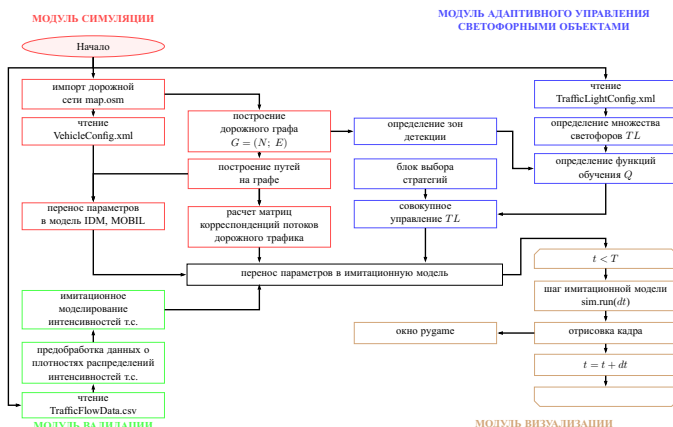 МОДУЛЬ СИМУЛЯЦИИ
МОДУЛЬ АДАПТИВНОГО УПРАВЛЕНИЯ
СВЕТОФОРНЫМИ ОБЪЕКТАМИ
Начало
импорт дорожной
сети map.osm
чтение
VehicleConfig.xml
перенос параметров
в модель IDM, MOBIL
построение
дорожного графа
G = (N; E)
построение путей
на графе
расчет матриц
корреспонденций потоков
дорожного трафика
определение зон
детекции
блок выбора
стратегий
совокупное
управление TL
чтение
TrafficLightConfig.xml
определение множества
светофоров TL
определение функций
обучения Q
перенос параметров в имитационную модель
t < T
шаг имитационной модели
sim.run(dt)
отрисовка кадра
окно pygame
t = t + dt
имитационное
моделирование
интенсивностей т.с.
предобработка данных о
плотностях распределений
интенсивностей т.с.
чтение
TrafficFlowData.csv
МОДУЛЬ ВАЛИДАЦИИ
МОДУЛЬ ВИЗУАЛИЗАЦИИ